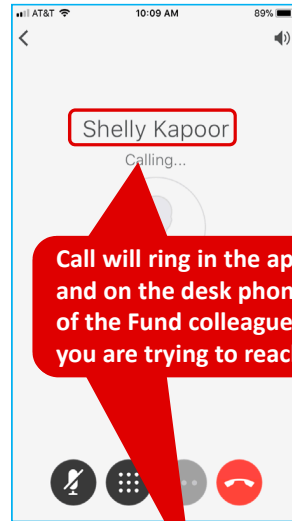 AT&T 10:09 AM 89%
Shelly Kapoor
Calling...
Call will ring in the ap
and on the desk phon
of the Fund colleague
you are trying to reac